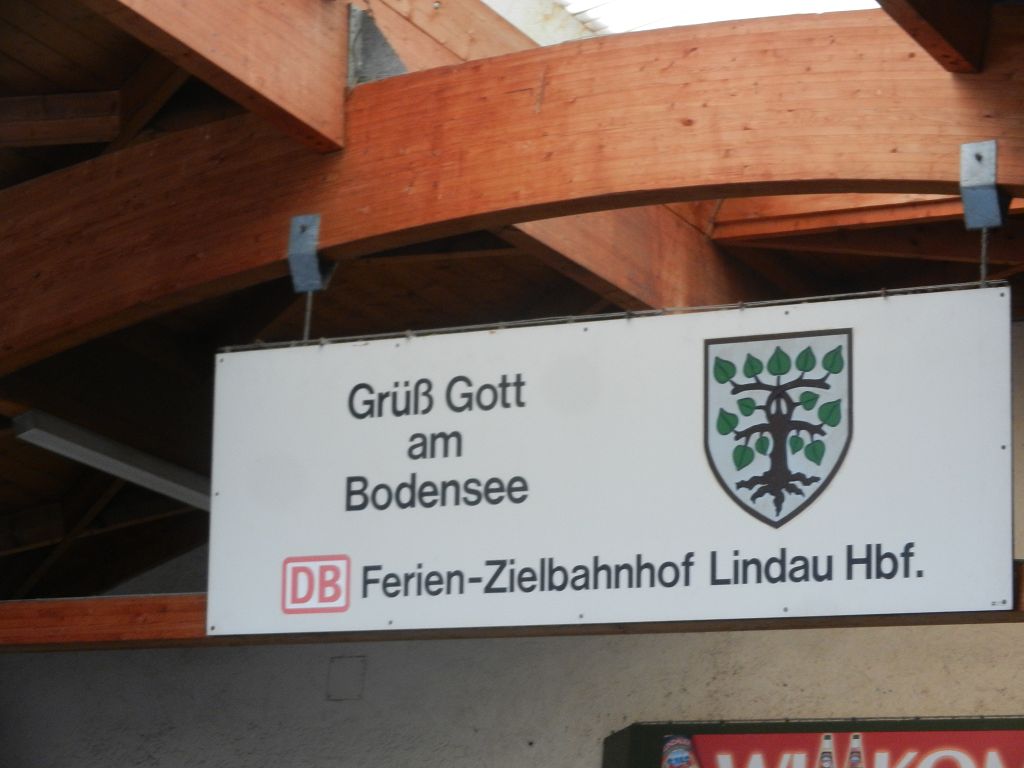 Grüß Gott
am
Bodensee
DB Ferien-Zielbahnhof Lindau Hbf.